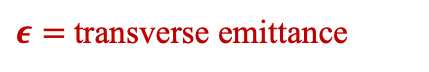 ϵ = transverse emittance